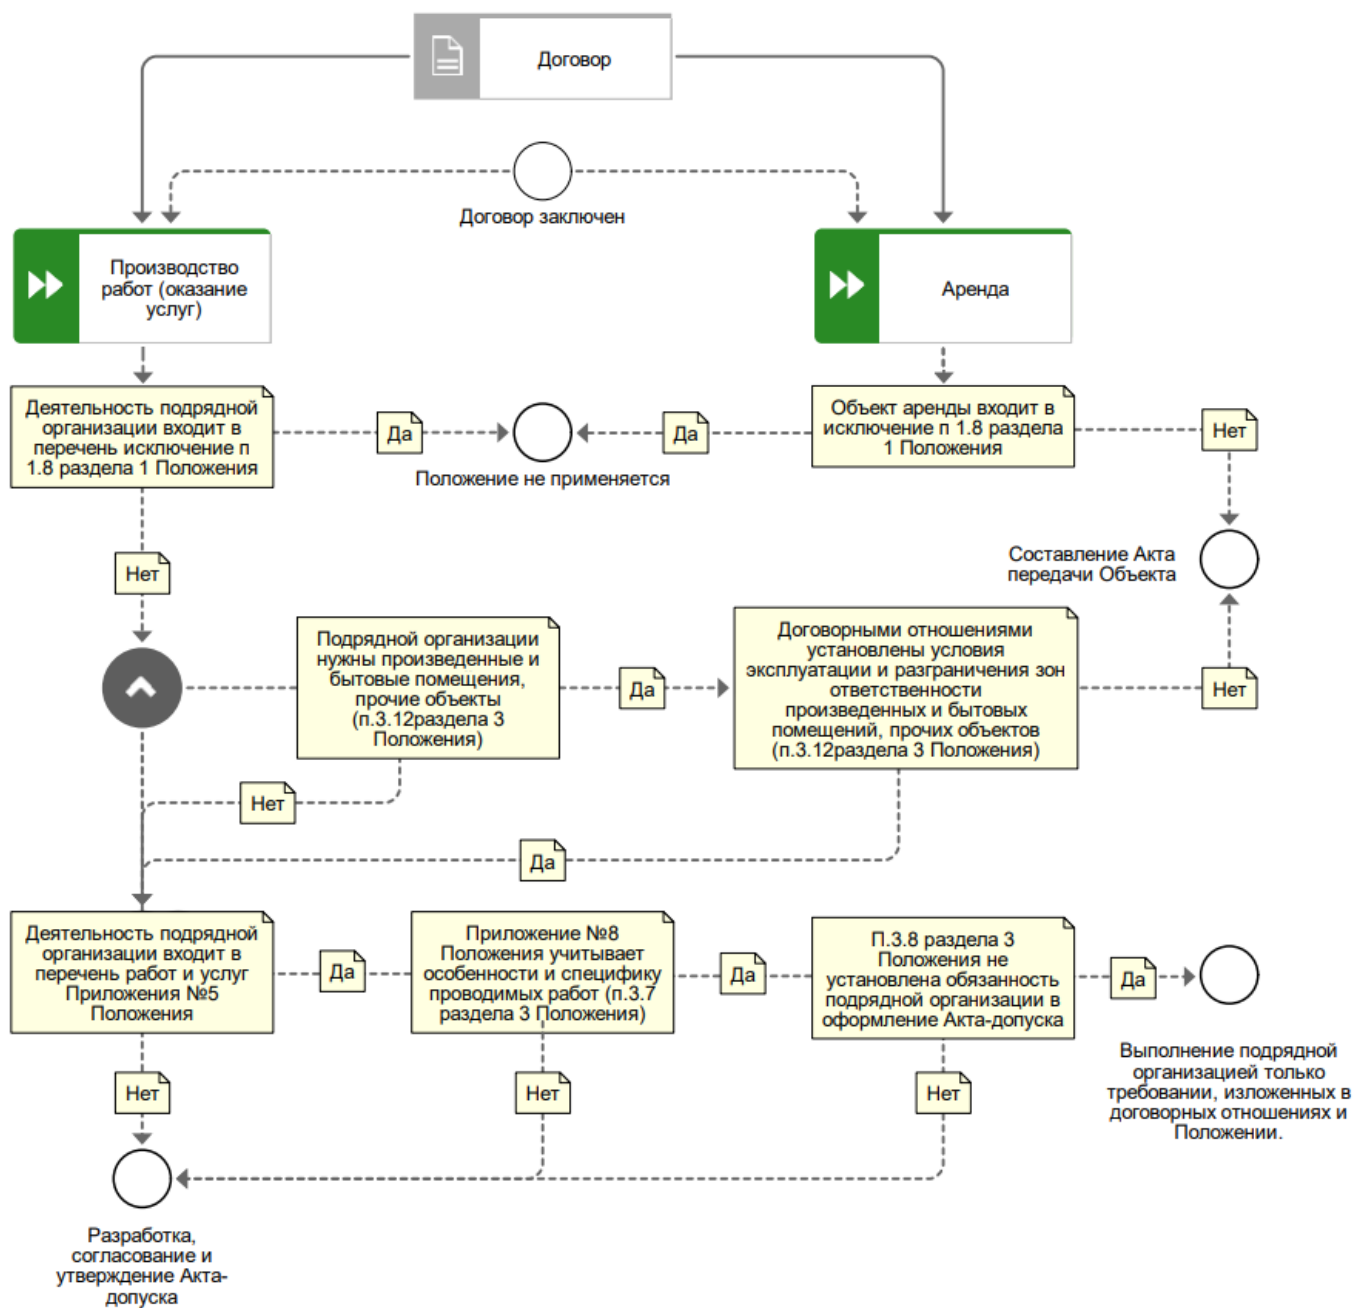 Договор
Договор заключен
Производство
работ (оказание
услуг)
Аренда
Деятельность подрядной
организации входит в
перечень исключение п
1.8 раздела 1 Положения
Да
Положение не применяется
Да
Объект аренды входит в
исключение п 1.8 раздела
1 Положения
Нет
Нет
Составление Акта
передачи Объекта
Подрядной организации
нужны произведенные и
бытовые помещения,
прочие объекты
(п.3.12раздела 3
Положения)
Да
Договорными отношениями
установлены условия
эксплуатации и разграничения зон
ответственности
произведенных и бытовых
помещений, прочих объектов
(п.3.12раздела 3 Положения)
Нет
Нет
Да
Деятельность подрядной
организации входит в
перечень работ и услуг
Приложения №5
Положения
Да
Приложение №8
Положения учитывает
особенности и специфику
проводимых работ (п.3.7
раздела 3 Положения)
Да
П.3.8 раздела 3
Положения не
установлена обязанность
подрядной организации в
оформление Акта-допуска
Да
Выполнение подрядной
организацией только
требовании, изложенных в
договорных отношениях и
Положении.
Нет
Нет
Нет
Разработка,
согласование и
утверждение Акта-
допуска